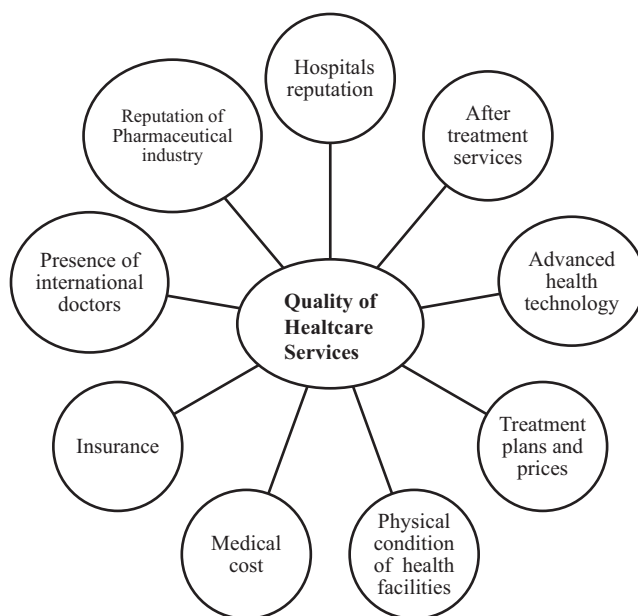 Hospitals
reputation
After
treatment
services
Advanced
health
technology
Treatment
plans and
prices
Physical
condition
of health
facilities
Medical
cost
Insurance
Presence of
international
doctors
Reputation of
Pharmaceutical
industry
Quality of
Healtcare
Services